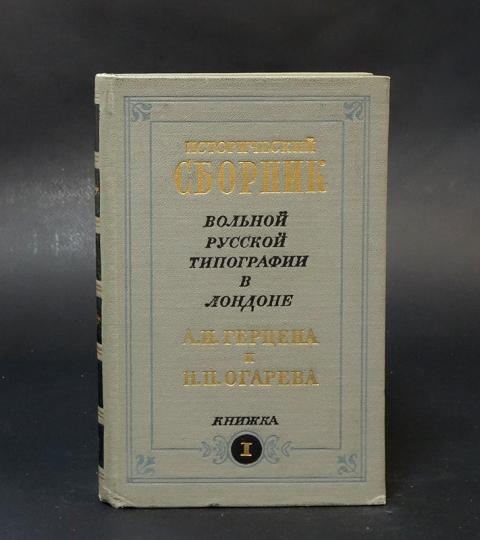 ИСТОРИЧЕСКИЙ
СБОРНИК
ВОЛЬНОЙ
РУССКОЙ
ТИПОГРАФИИ
В
ЛОНДОНЕ
А.И. ГЕРЦЕНА
И
Н.П. ОГАРЕВА
КНИЖКА
I